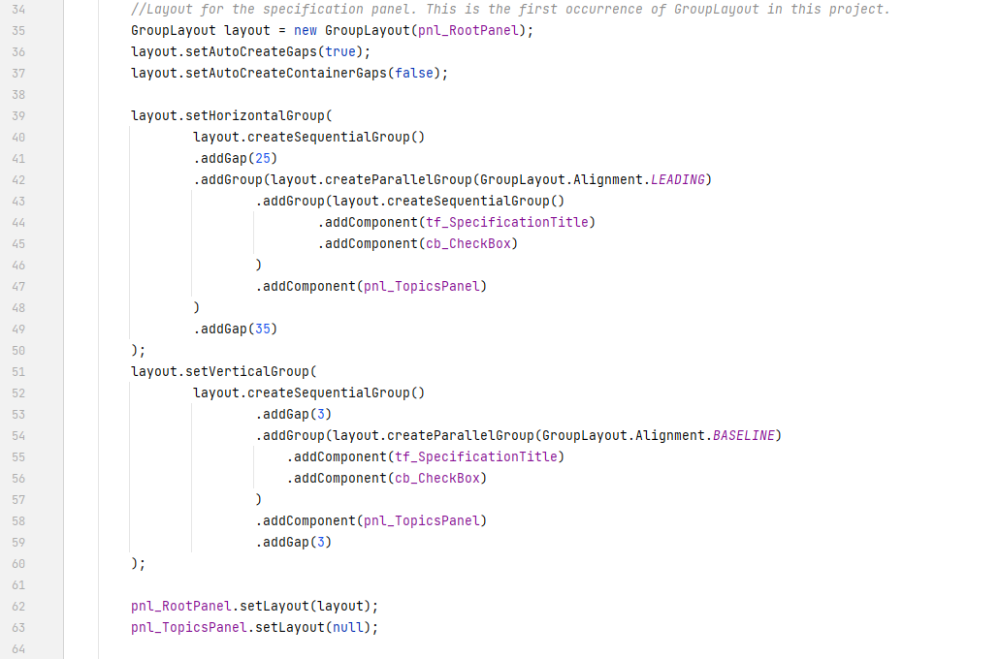 34 //Layout for the specification panel. This is the first occurrence of GroupLayout in this project.
35 GroupLayout layout = new GroupLayout(pnl_RootPanel);
36 layout.setAutoCreateGaps(true);
37 layout.setAutoCreateContainerGaps(false);
38
39 layout.setHorizontalGroup(
40 layout.createSequentialGroup()
41 .addGap(25)
42 .addGroup(layout.createParallelGroup(GroupLayout.Alignment.LEADING)
43 .addGroup(layout.createSequentialGroup()
44 .addComponent(tf_SpecificationTitle)
45 .addComponent(cb_CheckBox)
46 )
47 .addComponent(pnl_TopicsPanel)
48 )
49 .addGap(35)
50 );
51 layout.setVerticalGroup(
52 layout.createSequentialGroup()
53 .addGap(3)
54 .addGroup(layout.createParallelGroup(GroupLayout.Alignment.BASELINE)
55 .addComponent(tf_SpecificationTitle)
56 .addComponent(cb_CheckBox)
57 )
58 .addComponent(pnl_TopicsPanel)
59 .addGap(3)
60 );
61
62 pnl_RootPanel.setLayout(layout);
63 pnl_TopicsPanel.setLayout(null);
64